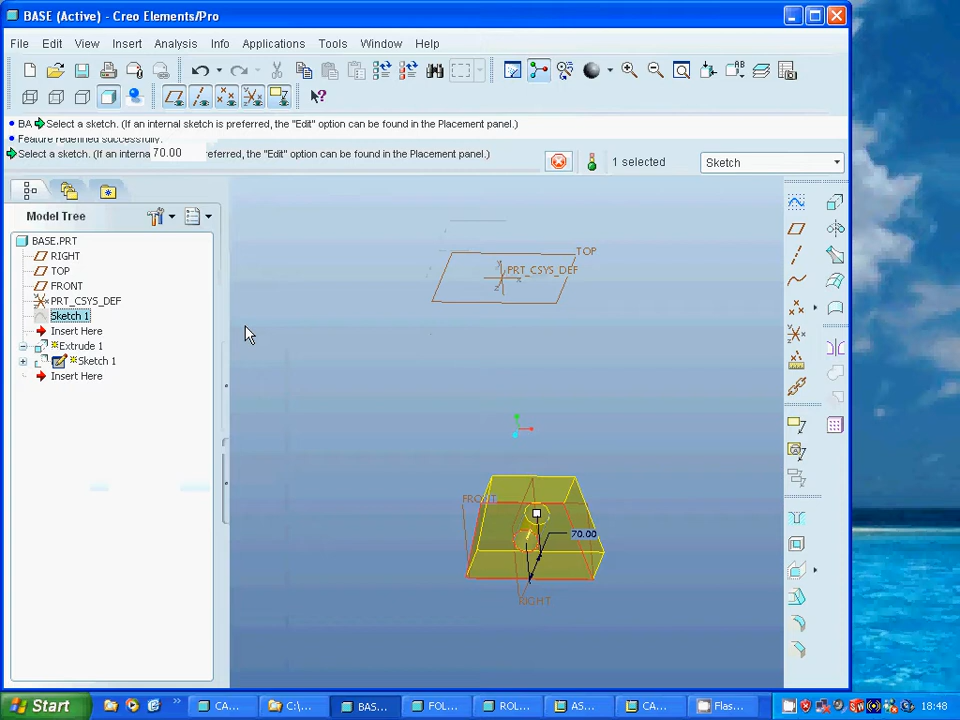 BASE (Active) - Creo Elements/Pro
File Edit View Insert Analysis Info Applications Tools Window Help
• BA Select a sketch. (If an internal sketch is preferred, the "Edit" option can be found in the Placement panel.)
• Feature redefined successfully.
Select a sketch. (If an interna 70.00 referred, the "Edit" option can be found in the Placement panel.)
1 selected
Sketch
Model Tree
BASE.PRT
RIGHT
TOP
FRONT
PRT_CSYS_DEF
Sketch 1
Insert Here
Extrude 1
Sketch 1
Insert Here
TOP
PRT_CSYS_DEF
y
x
z
FRONT
70.00
RIGHT
Start
CA...
C:\...
BAS...
FOL...
ROL...
AS...
CA...
Flas...
18:48